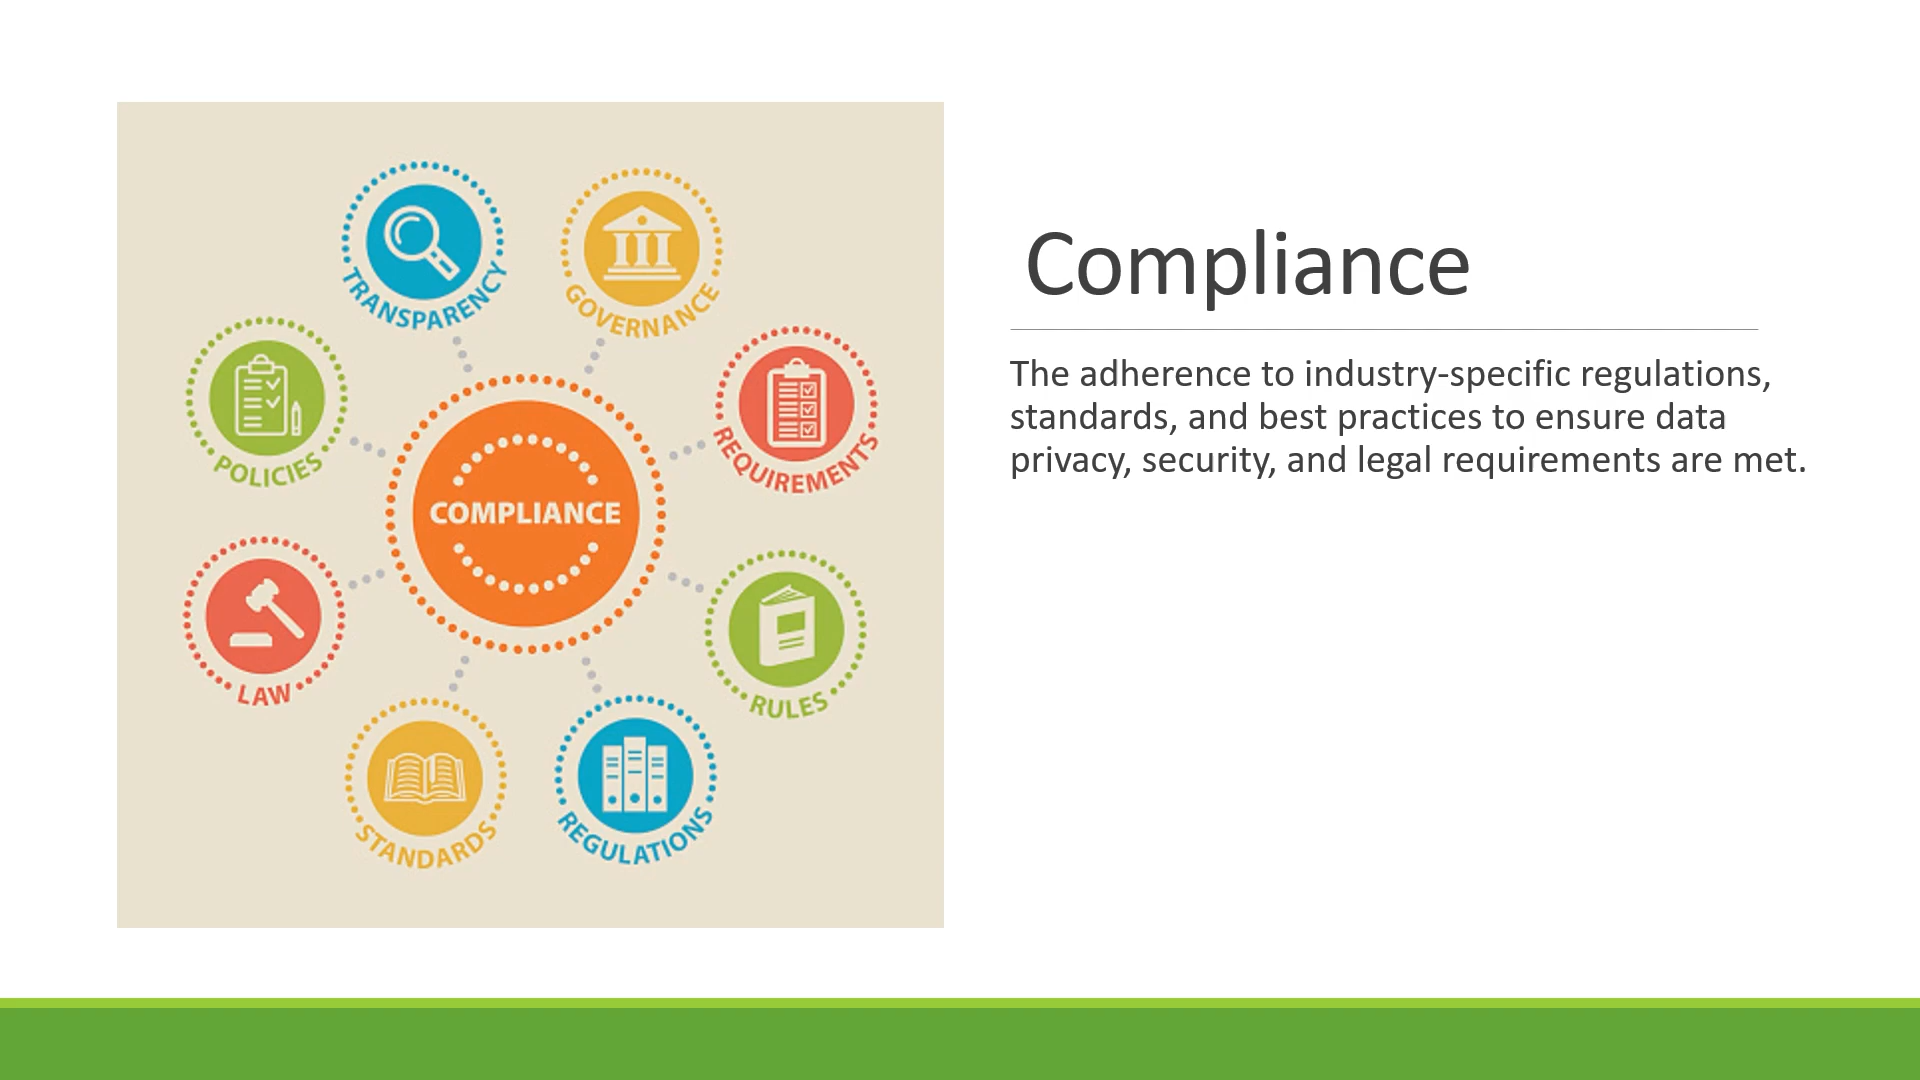 TRANSPARENCY
GOVERNANCE
POLICIES
REQUIREMENTS
COMPLIANCE
LAW
RULES
STANDARDS
REGULATIONS
Compliance
The adherence to industry-specific regulations,
standards, and best practices to ensure data
privacy, security, and legal requirements are met.